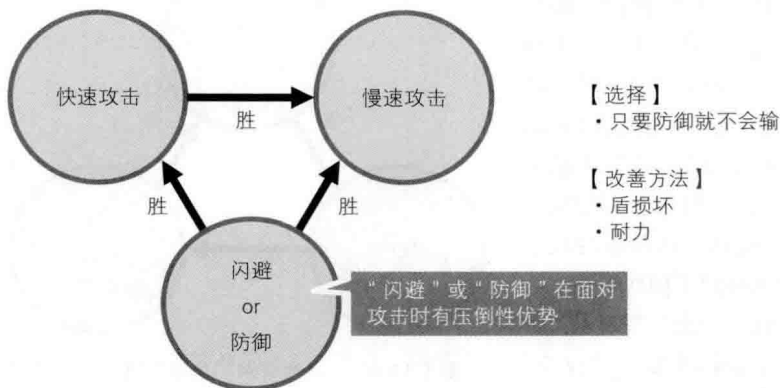 快速攻击
慢速攻击
胜
胜
胜
闪避
or
防御
“闪避”或“防御”在面对
攻击时有压倒性优势
【选择】
・只要防御就不会输
【改善方法】
・盾损坏
・耐力